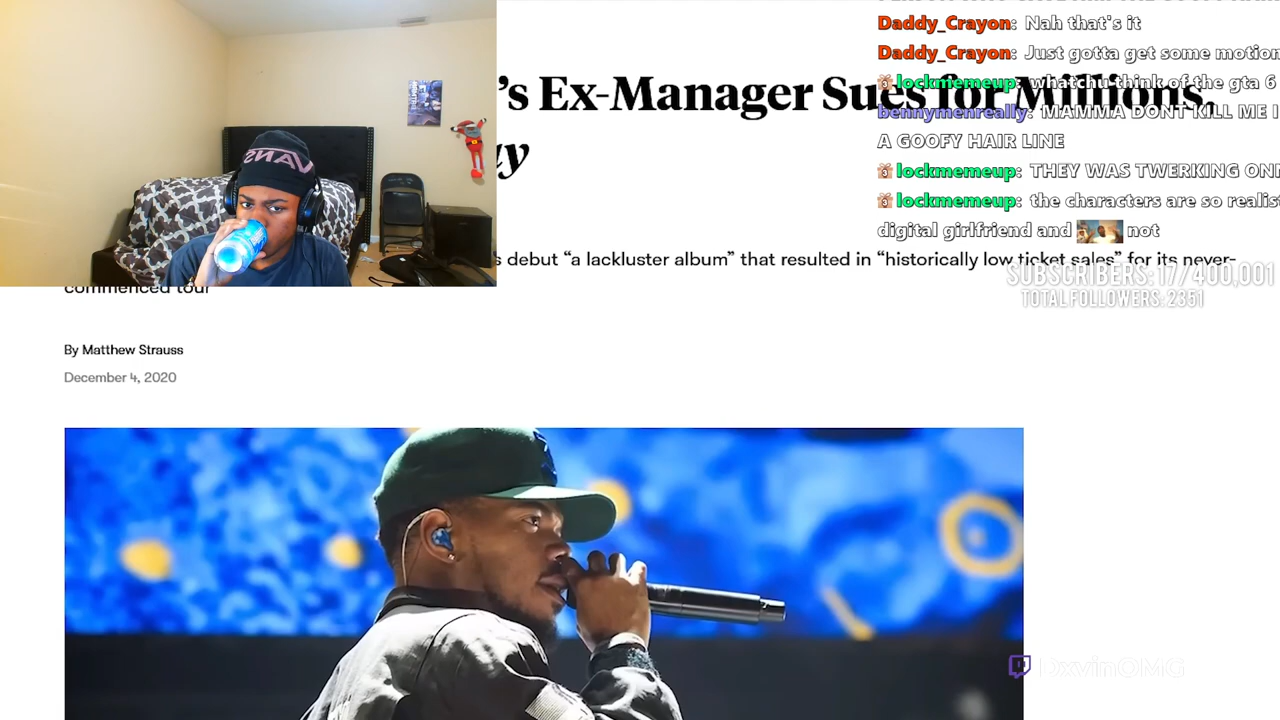 Daddy_Crayon: Nah that's it
Daddy_Crayon: Just gotta get some motion
lockmemeup: whatchu think of the gta 6
bennymenreally: MAMMA DONT KILL ME I
A GOOFY HAIR LINE
lockmemeup: THEY WAS TWERKING ON
lockmemeup: the characters are so realist
digital girlfriend and not
's Ex-Manager Sues for Millions,
ay
VANS
s debut “a lackluster album” that resulted in “historically low ticket sales” for its never-
commenced tour
SUBSCRIBERS: 17/400,001
TOTAL FOLLOWERS: 2351
By Matthew Strauss
December 4, 2020
DxvinOMG